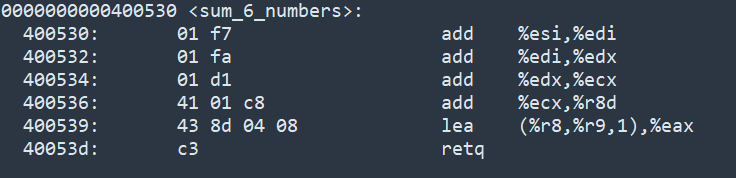 0000000000400530 <sum_6_numbers>:
400530: 01 f7 add %esi,%edi
400532: 01 fa add %edi,%edx
400534: 01 d1 add %edx,%ecx
400536: 41 01 c8 add %ecx,%r8d
400539: 43 8d 04 08 lea (%r8,%r9,1),%eax
40053d: c3 retq